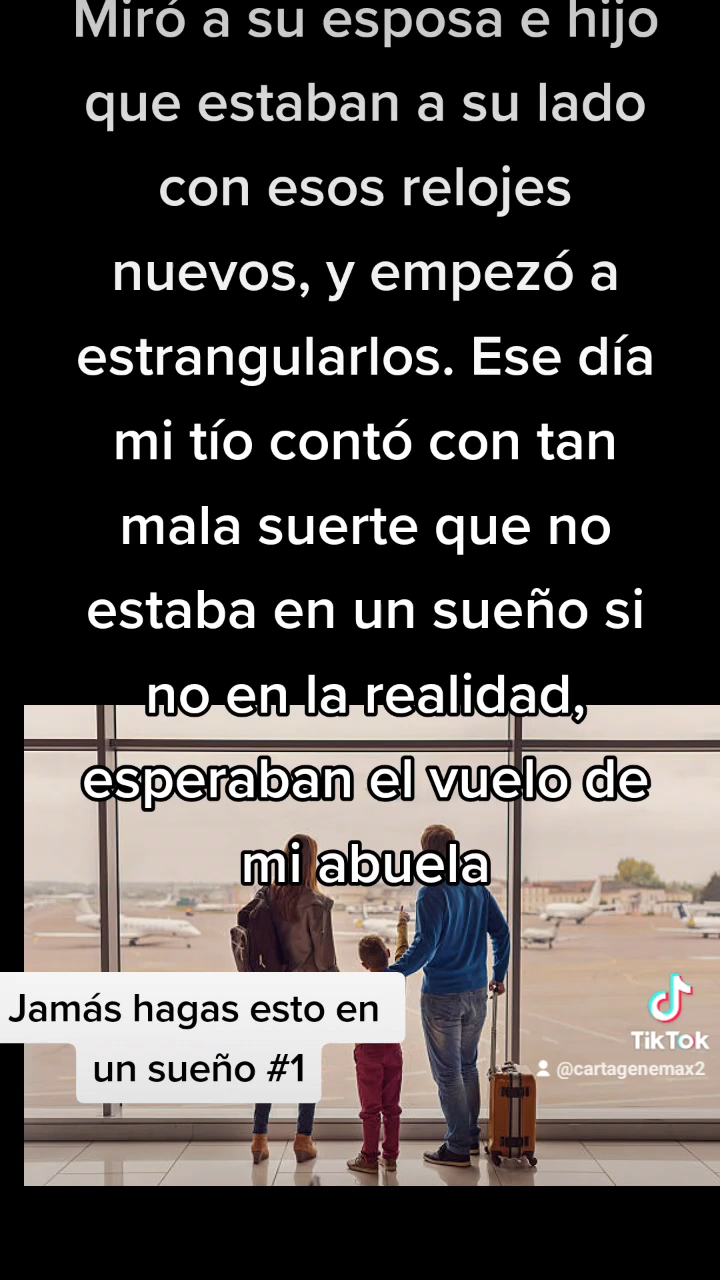 Miró a su esposa e hijo
que estaban a su lado
con esos relojes
nuevos, y empezó a
estrangularlos. Ese día
mi tío contó con tan
mala suerte que no
estaba en un sueño si
no en la realidad,
esperaban el vuelo de
mi abuela
Jamás hagas esto en
un sueño #1
TikTok
@cartagenemax2